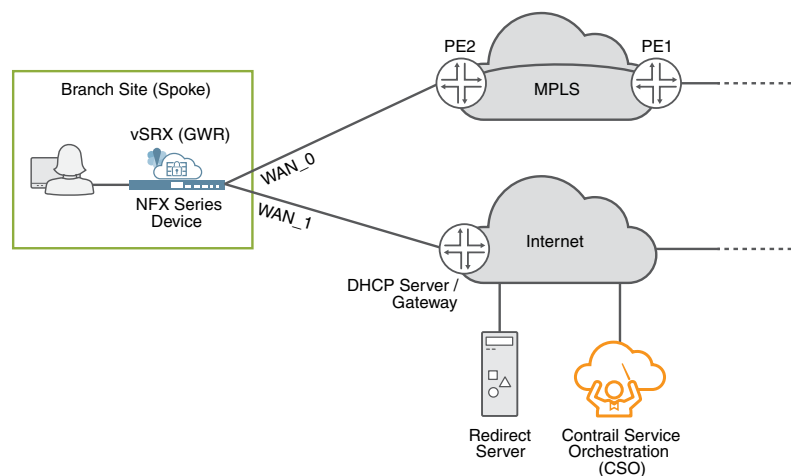 PE2
PE1
Branch Site (Spoke)
MPLS
vSRX (GWR)
WAN_0
NFX Series
Device
WAN_1
Internet
DHCP Server /
Gateway
Redirect
Server
Contrail Service
Orchestration
(CSO)